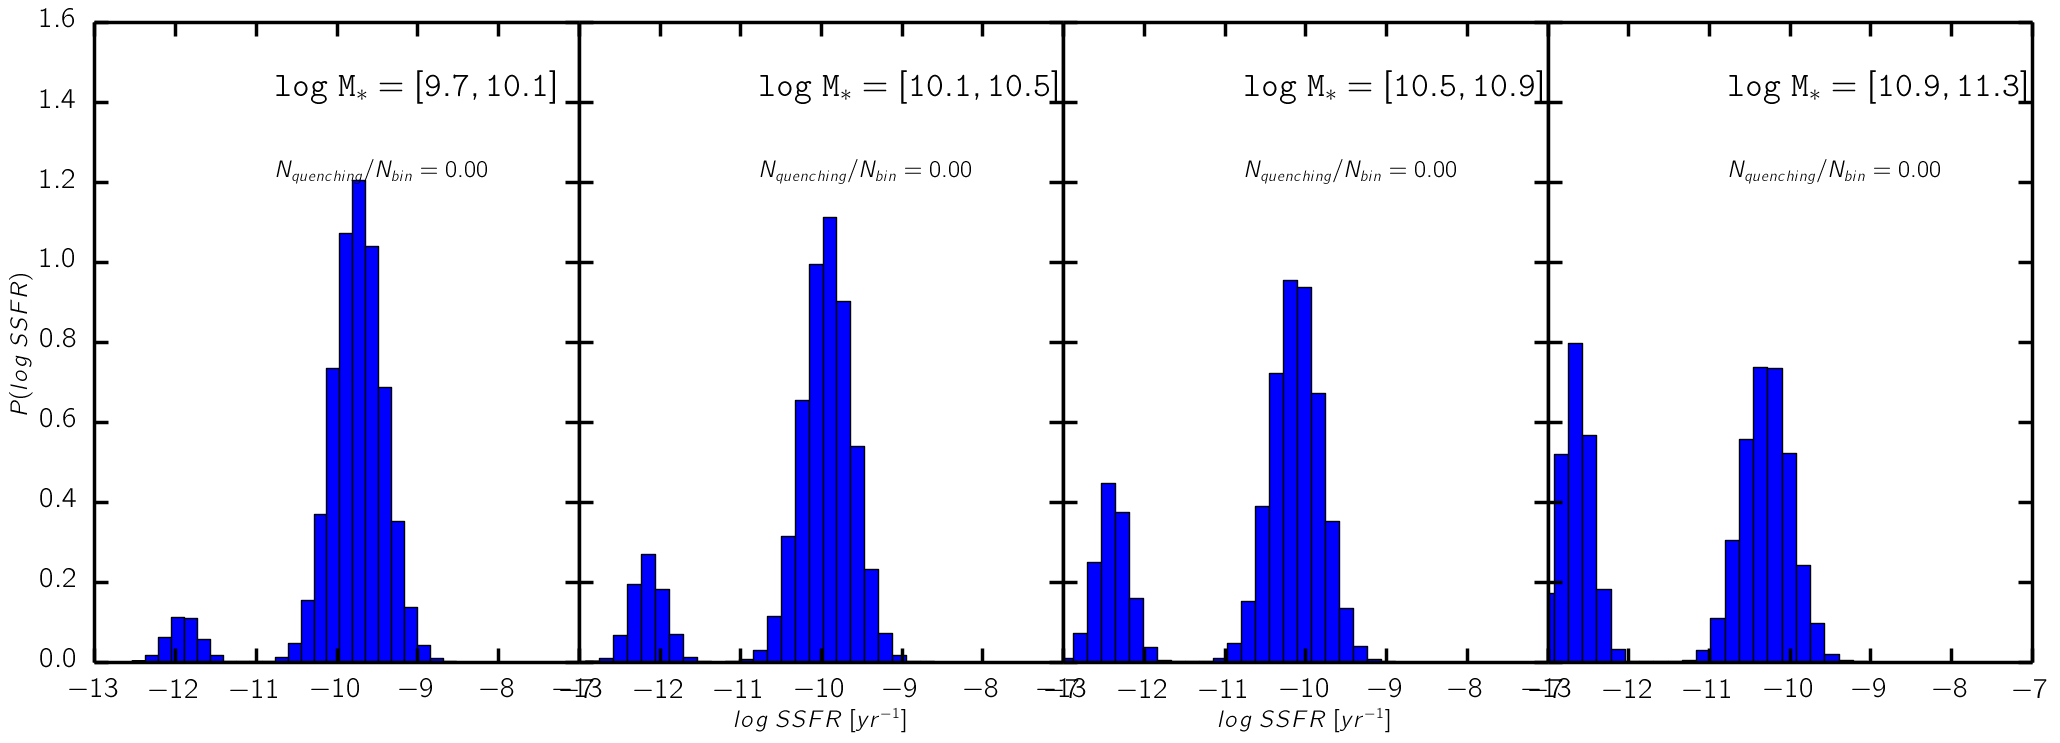 1.6
1.4
1.2
1.0
0.8
0.6
0.4
0.2
0.0
P(log SSFR)
log M* = [9.7, 10.1]
N_quenching/N_bin = 0.00
−13 −12 −11 −10 −9 −8 −7
log M* = [10.1, 10.5]
N_quenching/N_bin = 0.00
−13 −12 −11 −10 −9 −8 −7
log SSFR [yr⁻¹]
log M* = [10.5, 10.9]
N_quenching/N_bin = 0.00
−13 −12 −11 −10 −9 −8 −7
log SSFR [yr⁻¹]
log M* = [10.9, 11.3]
N_quenching/N_bin = 0.00
−13 −12 −11 −10 −9 −8 −7